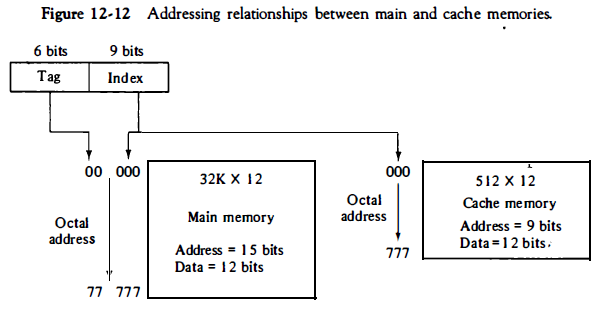 Figure 12-12 Addressing relationships between main and cache memories.
6 bits 9 bits
Tag Index
00 000
000
32K X 12
Main memory
Address = 15 bits
Data = 12 bits
512 X 12
Cache memory
Address = 9 bits
Data = 12 bits.
Octal
address
Octal
address
77 777
777